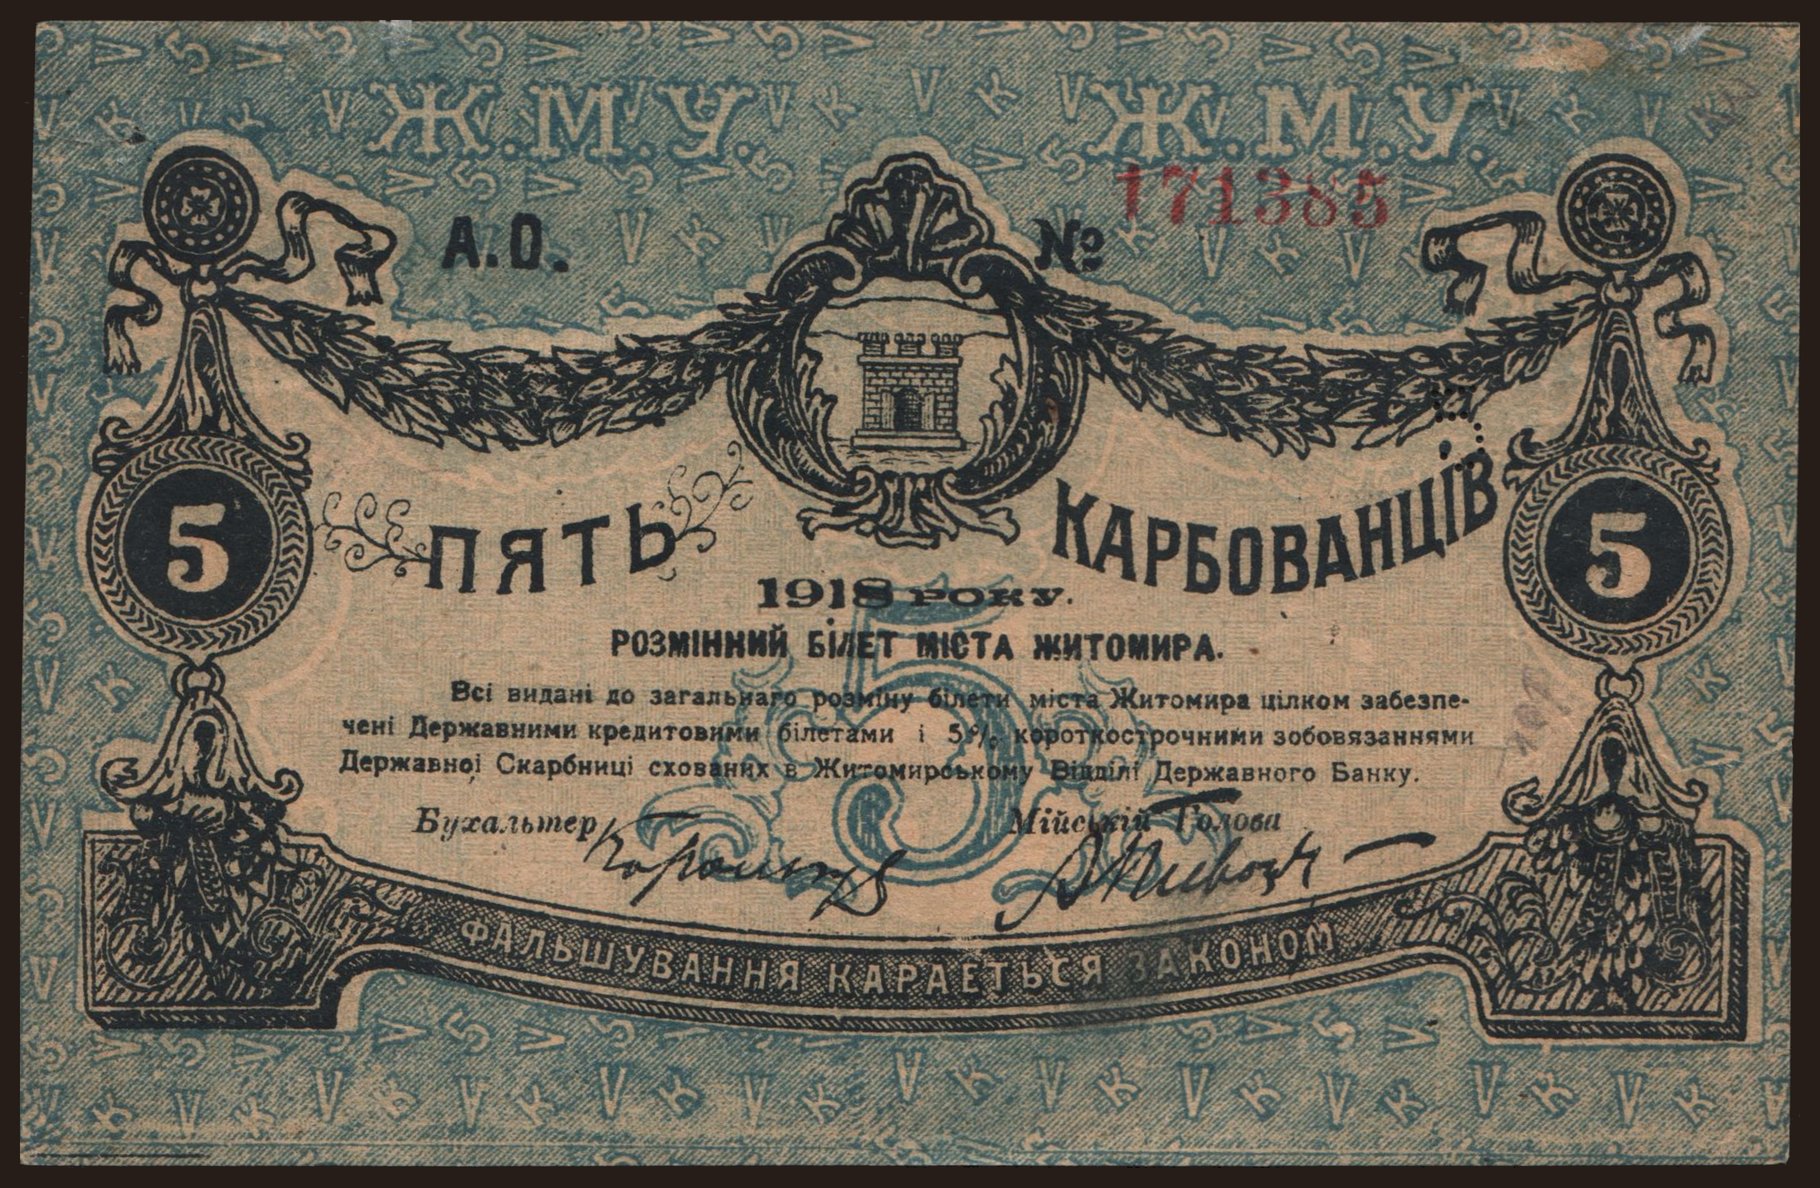 Ж.М.У. Ж.М.У.
А.О. № 171385
5 5
ПЯТЬ КАРБОВАНЦІВ
1918 РОКУ.
РОЗМІННИЙ БІЛЕТ МІСТА ЖИТОМИРА.
Всі видані до загальнаго розміну білети міста Житомира цілком забезпе-
чені Державними кредитовими білетами і 5% короткострочними зобовязаннями
Державної Скарбниці схованих в Житомирському Відділі Державного Банку.
Бухальтер Мійський Голова
5
ФАЛЬШУВАННЯ КАРАЕТЬСЯ ЗАКОНОМ